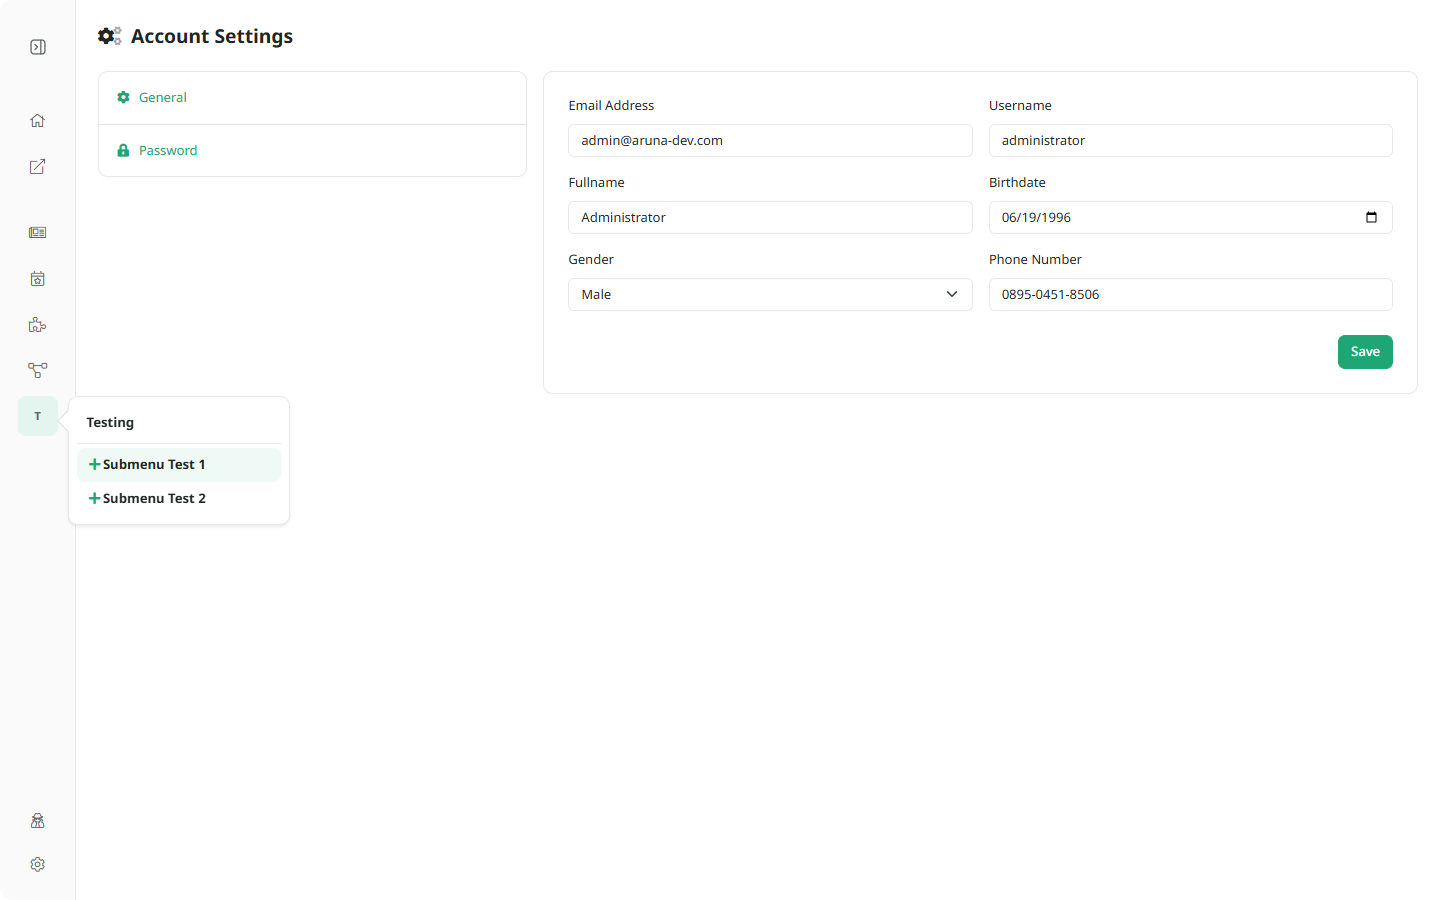 Account Settings
General
Password
Email Address
Username
admin@aruna-dev.com
administrator
Fullname
Birthdate
Administrator
06/19/1996
Gender
Phone Number
Male
0895-0451-8506
Save
T
Testing
Submenu Test 1
Submenu Test 2